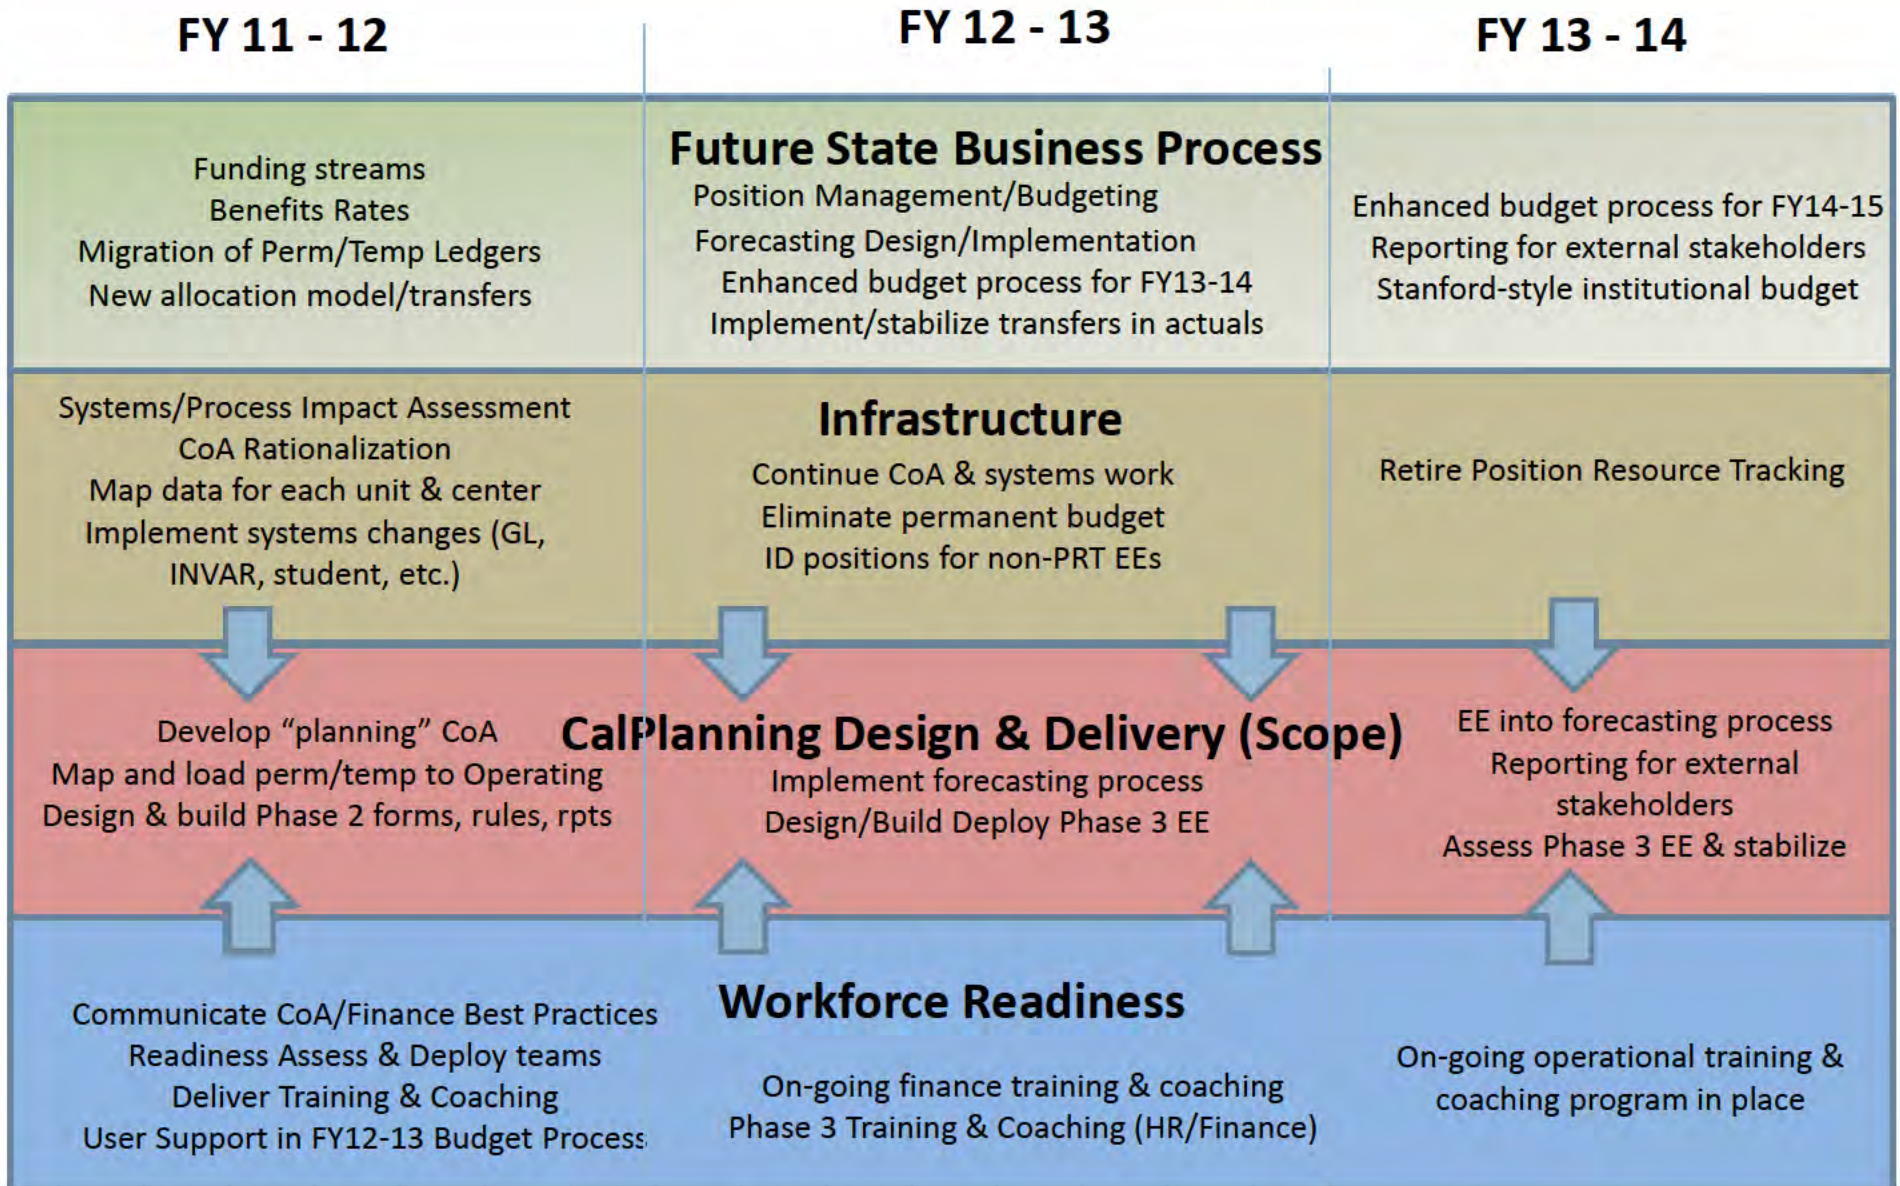 FY 11 - 12
FY 12 - 13
FY 13 - 14
Future State Business Process
Funding streams
Benefits Rates
Migration of Perm/Temp Ledgers
New allocation model/transfers
Position Management/Budgeting
Forecasting Design/Implementation
Enhanced budget process for FY13-14
Implement/stabilize transfers in actuals
Enhanced budget process for FY14-15
Reporting for external stakeholders
Stanford-style institutional budget
Infrastructure
Systems/Process Impact Assessment
CoA Rationalization
Map data for each unit & center
Implement systems changes (GL,
INVAR, student, etc.)
Continue CoA & systems work
Eliminate permanent budget
ID positions for non-PRT EEs
Retire Position Resource Tracking
CalPlanning Design & Delivery (Scope)
Develop “planning” CoA
Map and load perm/temp to Operating
Design & build Phase 2 forms, rules, rpts
Implement forecasting process
Design/Build Deploy Phase 3 EE
EE into forecasting process
Reporting for external
stakeholders
Assess Phase 3 EE & stabilize
Workforce Readiness
Communicate CoA/Finance Best Practices
Readiness Assess & Deploy teams
Deliver Training & Coaching
User Support in FY12-13 Budget Process
On-going finance training & coaching
Phase 3 Training & Coaching (HR/Finance)
On-going operational training &
coaching program in place